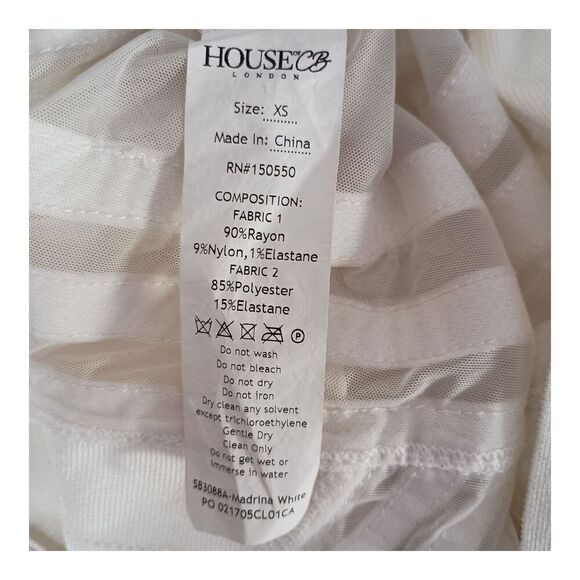 HOUSE OF CB
LONDON
Size: XS
Made In: China
RN#150550
COMPOSITION:
FABRIC 1
90%Rayon
9%Nylon,1%Elastane
FABRIC 2
85%Polyester
15%Elastane
P
Do not wash
Do not bleach
Do not dry
Do not iron
Dry clean any solvent
except trichloroethylene
Gentle Dry
Clean Only
Do not get wet or
immerse in water
SB3088A-Madrina White
PO 021705CL01CA